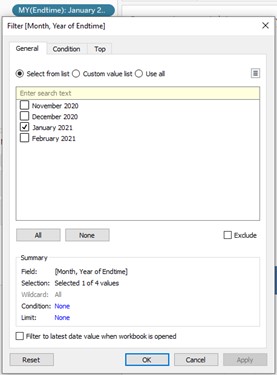 MY(Endtime): January 2..
Filter [Month, Year of Endtime]
General Condition Top
Select from list Custom value list Use all
Enter search text
November 2020
December 2020
January 2021
February 2021
All None Exclude
Summary
Field: [Month, Year of Endtime]
Selection: Selected 1 of 4 values
Wildcard: All
Condition: None
Limit: None
Filter to latest date value when workbook is opened
Reset OK Cancel Apply